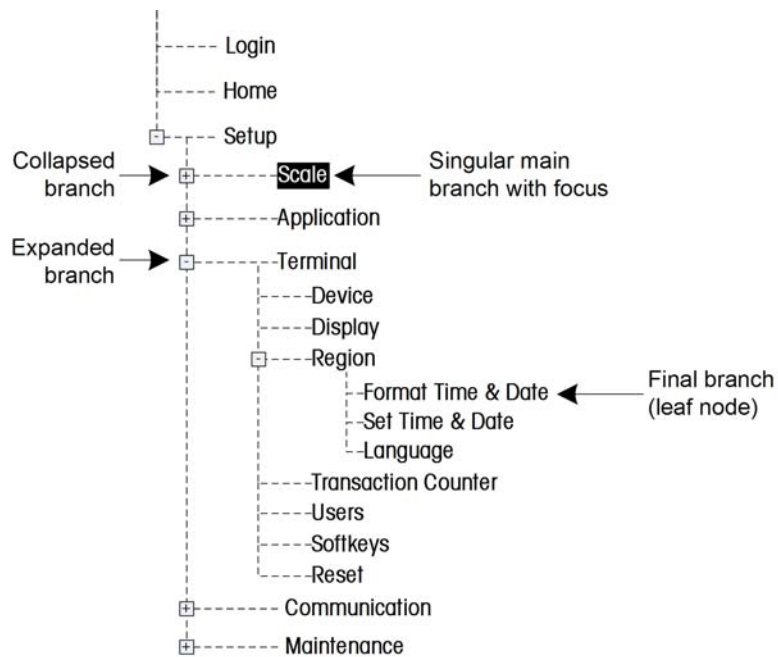 Login
Home
Setup
Collapsed
branch
Scale
Singular main
branch with focus
Application
Expanded
branch
Terminal
Device
Display
Region
Format Time & Date
Final branch
(leaf node)
Set Time & Date
Language
Transaction Counter
Users
Softkeys
Reset
Communication
Maintenance